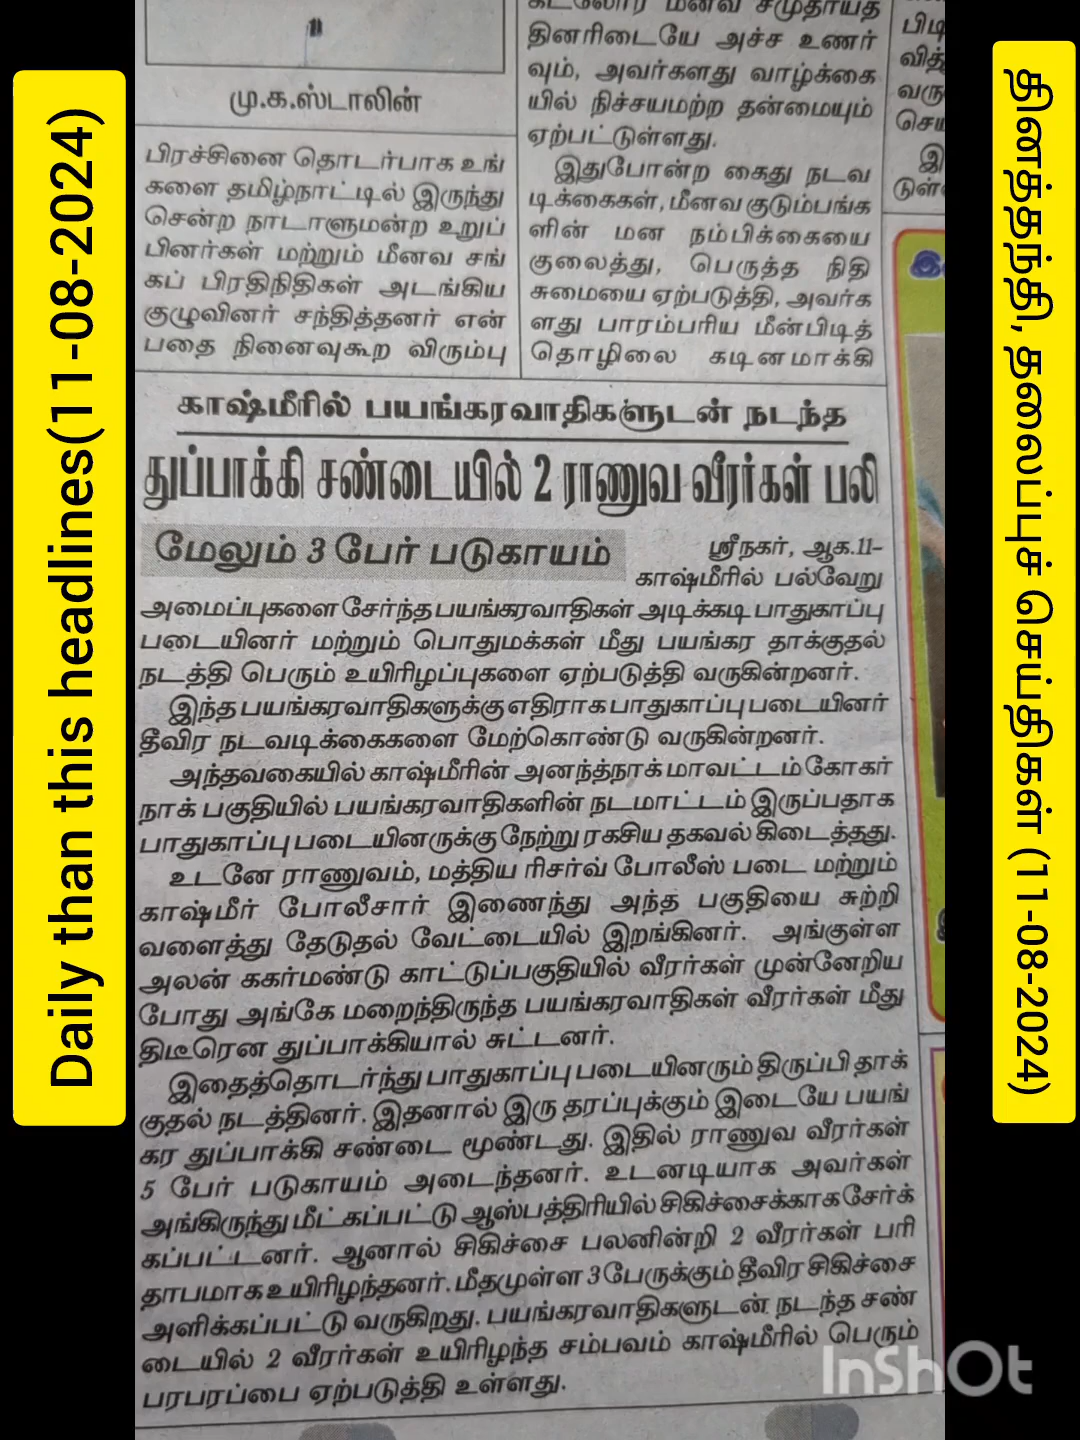 Daily than this headlines(11-08-2024)
தினத்தந்தி, தலைப்புச் செய்திகள் (11-08-2024)
மு.க.ஸ்டாலின்
பிரச்சினை தொடர்பாக உங்
களை தமிழ்நாட்டில் இருந்து
சென்ற நாடாளுமன்ற உறுப்
பினர்கள் மற்றும் மீனவ சங்
கப் பிரதிநிதிகள் அடங்கிய
குழுவினர் சந்தித்தனர் என்
பதை நினைவுகூற விரும்பு
கடலோர மீனவ சமுதாயத்
தினரிடையே அச்ச உணர்
வும், அவர்களது வாழ்க்கை
யில் நிச்சயமற்ற தன்மையும்
ஏற்பட்டுள்ளது.
இதுபோன்ற கைது நடவ
டிக்கைகள், மீனவ குடும்பங்க
ளின் மன நம்பிக்கையை
குலைத்து, பெருத்த நிதி
சுமையை ஏற்படுத்தி, அவர்க
ளது பாரம்பரிய மீன்பிடித்
தொழிலை கடினமாக்கி
காஷ்மீரில் பயங்கரவாதிகளுடன் நடந்த
துப்பாக்கி சண்டையில் 2 ராணுவ வீரர்கள் பலி
மேலும் 3 பேர் படுகாயம்
ஸ்ரீநகர், ஆக.11-
காஷ்மீரில் பல்வேறு
அமைப்புகளை சேர்ந்த பயங்கரவாதிகள் அடிக்கடி பாதுகாப்பு
படையினர் மற்றும் பொதுமக்கள் மீது பயங்கர தாக்குதல்
நடத்தி பெரும் உயிரிழப்புகளை ஏற்படுத்தி வருகின்றனர்.
இந்த பயங்கரவாதிகளுக்கு எதிராக பாதுகாப்பு படையினர்
தீவிர நடவடிக்கைகளை மேற்கொண்டு வருகின்றனர்.
அந்தவகையில் காஷ்மீரின் அனந்த்நாக் மாவட்டம் கோகர்
நாக் பகுதியில் பயங்கரவாதிகளின் நடமாட்டம் இருப்பதாக
பாதுகாப்பு படையினருக்கு நேற்று ரகசிய தகவல் கிடைத்தது.
உடனே ராணுவம், மத்திய ரிசர்வ் போலீஸ் படை மற்றும்
காஷ்மீர் போலீசார் இணைந்து அந்த பகுதியை சுற்றி
வளைத்து தேடுதல் வேட்டையில் இறங்கினர். அங்குள்ள
அலன் ககர்மண்டு காட்டுப்பகுதியில் வீரர்கள் முன்னேறிய
போது அங்கே மறைந்திருந்த பயங்கரவாதிகள் வீரர்கள் மீது
திடீரென துப்பாக்கியால் சுட்டனர்.
இதைத்தொடர்ந்து பாதுகாப்பு படையினரும் திருப்பி தாக்
குதல் நடத்தினர். இதனால் இரு தரப்புக்கும் இடையே பயங்
கர துப்பாக்கி சண்டை மூண்டது. இதில் ராணுவ வீரர்கள்
5 பேர் படுகாயம் அடைந்தனர். உடனடியாக அவர்கள்
அங்கிருந்து மீட்கப்பட்டு ஆஸ்பத்திரியில் சிகிச்சைக்காக சேர்க்
கப்பட்டனர். ஆனால் சிகிச்சை பலனின்றி 2 வீரர்கள் பரி
தாபமாக உயிரிழந்தனர். மீதமுள்ள 3 பேருக்கும் தீவிர சிகிச்சை
அளிக்கப்பட்டு வருகிறது. பயங்கரவாதிகளுடன் நடந்த சண்
டையில் 2 வீரர்கள் உயிரிழந்த சம்பவம் காஷ்மீரில் பெரும்
பரபரப்பை ஏற்படுத்தி உள்ளது.
InShOt